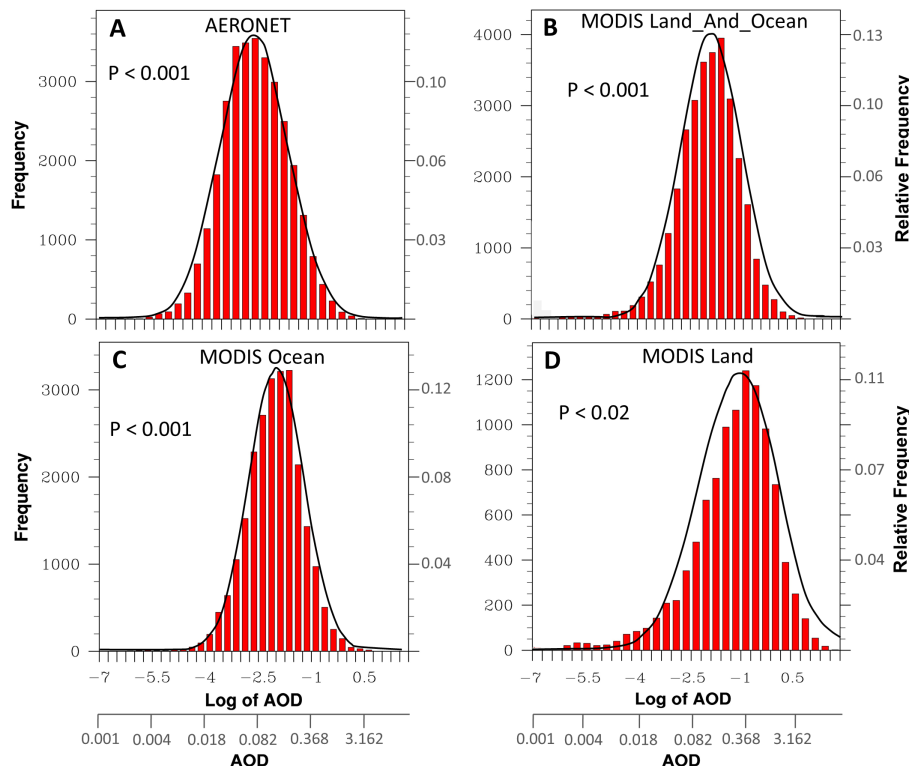 A AERONET
P < 0.001
Frequency
3000
2000
1000
0
0.10
0.06
0.03
B MODIS Land_And_Ocean
P < 0.001
4000
3000
2000
1000
0
0.13
0.10
0.06
0.03
Relative Frequency
C MODIS Ocean
P < 0.001
Frequency
3000
2000
1000
0
0.12
0.08
0.04
−7 −5.5 −4 −2.5 −1 0.5
Log of AOD
0.001 0.004 0.018 0.082 0.368 3.162
AOD
D MODIS Land
P < 0.02
1200
1000
800
600
400
200
0
0.11
0.07
0.04
Relative Frequency
−7 −5.5 −4 −2.5 −1 0.5
Log of AOD
0.001 0.004 0.018 0.082 0.368 3.162
AOD